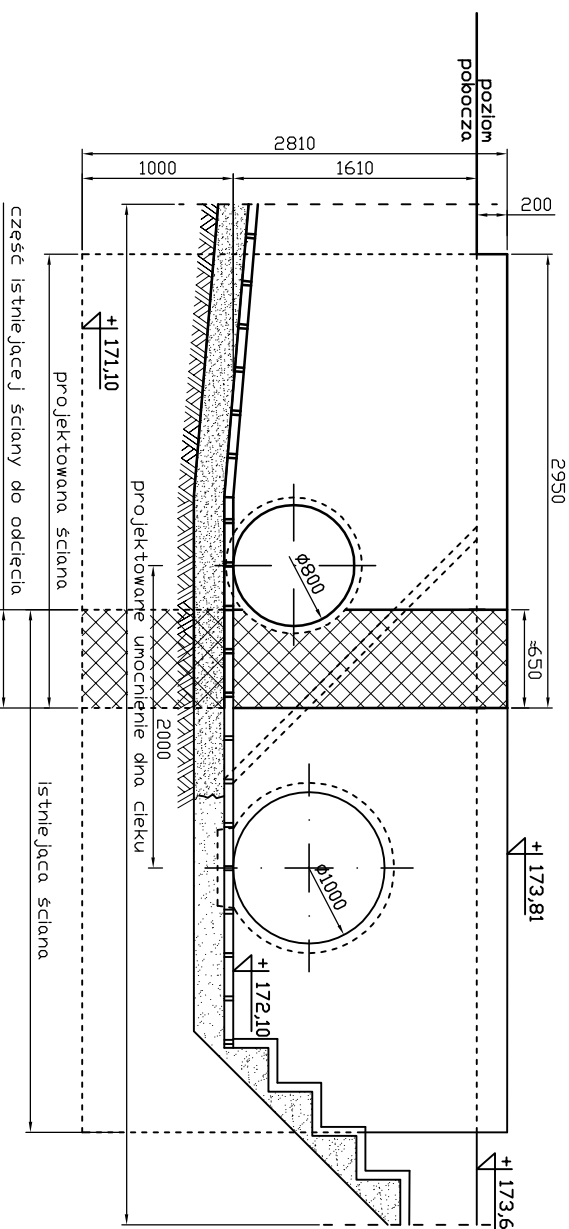 poziom
pobocza
2810
1000
1610
200
2950
≈650
ø800
ø1000
2000
+ 171,10
+ 172,10
+ 173,81
+ 173,6
projektowane umocnienie dna cieku
projektowana ściana
część istniejącej ściany do odcięcia
istniejąca ściana